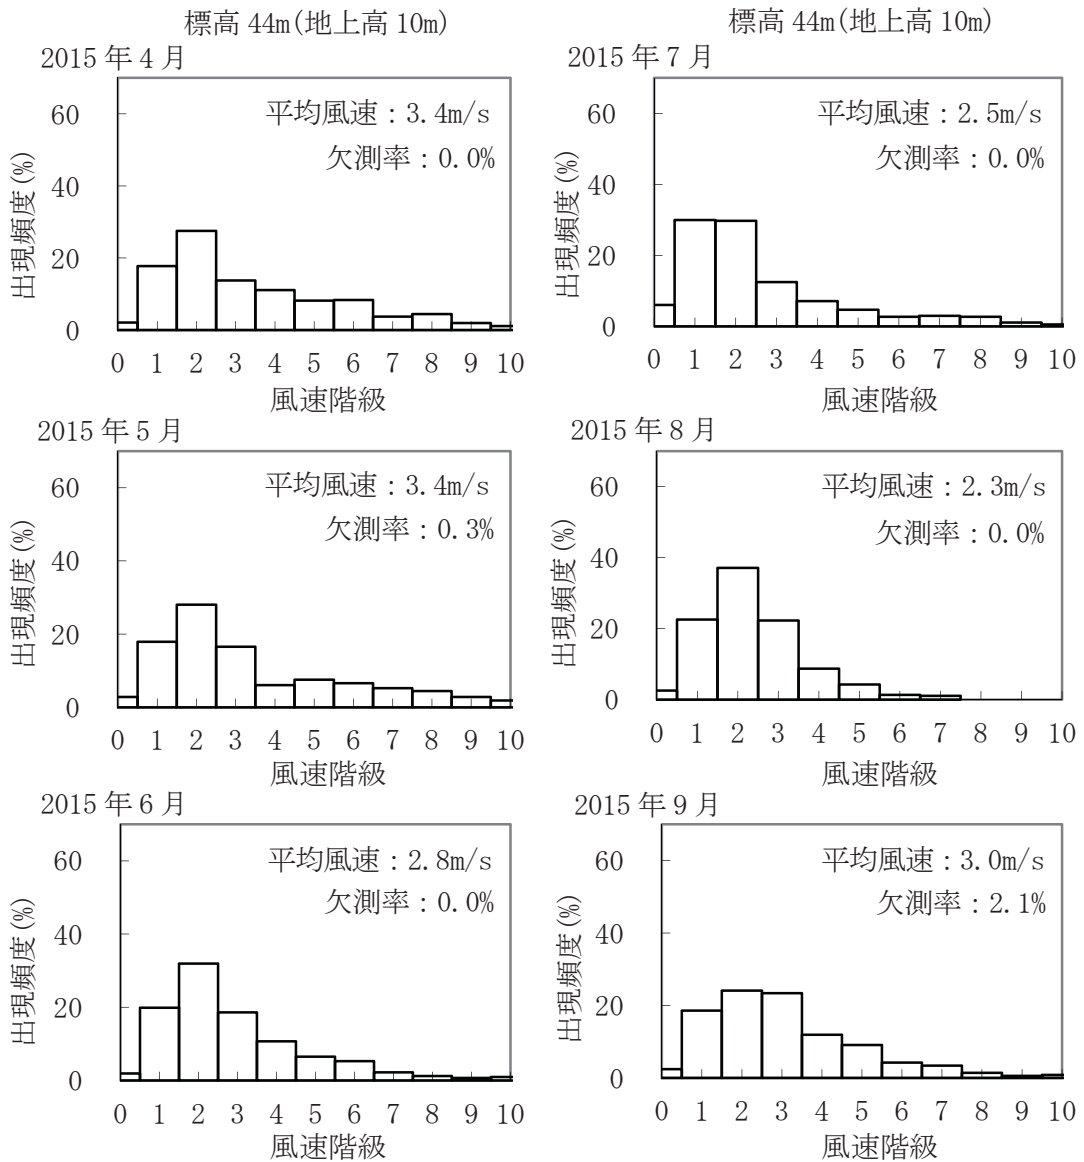 標高 44m(地上高 10m)
2015 年 4 月
平均風速：3.4m/s
欠測率：0.0%
出現頻度(%)
60
40
20
0
0 1 2 3 4 5 6 7 8 9 10
風速階級
2015 年 5 月
平均風速：3.4m/s
欠測率：0.3%
出現頻度(%)
60
40
20
0
0 1 2 3 4 5 6 7 8 9 10
風速階級
2015 年 6 月
平均風速：2.8m/s
欠測率：0.0%
出現頻度(%)
60
40
20
0
0 1 2 3 4 5 6 7 8 9 10
風速階級
標高 44m(地上高 10m)
2015 年 7 月
平均風速：2.5m/s
欠測率：0.0%
出現頻度(%)
60
40
20
0
0 1 2 3 4 5 6 7 8 9 10
風速階級
2015 年 8 月
平均風速：2.3m/s
欠測率：0.0%
出現頻度(%)
60
40
20
0
0 1 2 3 4 5 6 7 8 9 10
風速階級
2015 年 9 月
平均風速：3.0m/s
欠測率：2.1%
出現頻度(%)
60
40
20
0
0 1 2 3 4 5 6 7 8 9 10
風速階級